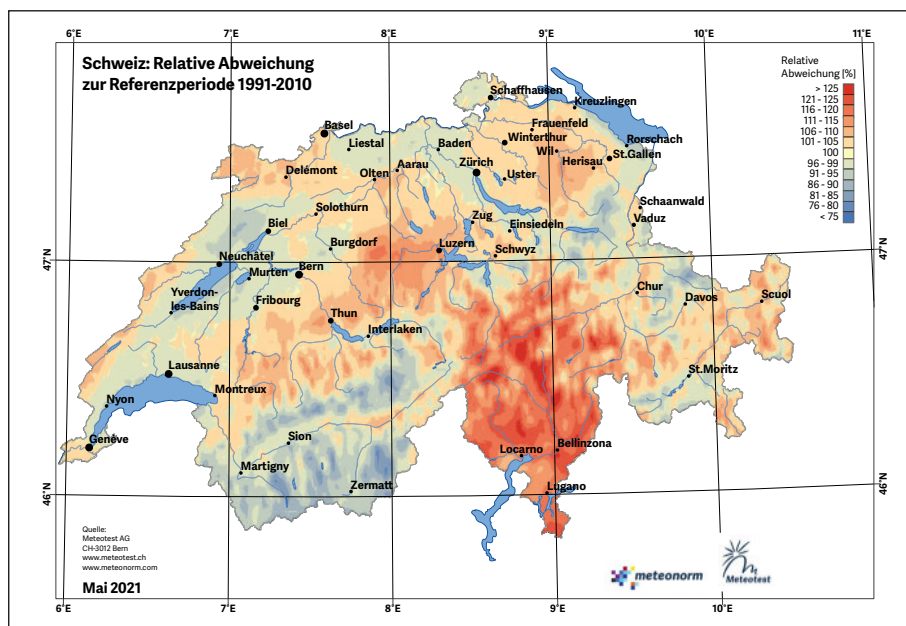 6°E 7°E 8°E 9°E 10°E 11°E
Schweiz: Relative Abweichung
zur Referenzperiode 1991-2010
Relative
Abweichung [%]
> 125
121 - 125
116 - 120
111 - 115
106 - 110
101 - 105
100
96 - 99
91 - 95
86 - 90
81 - 85
76 - 80
< 75
Schaffhausen
Kreuzlingen
Basel
Frauenfeld
Liestal
Baden
Winterthur
Rorschach
Wil
St.Gallen
Zürich
Herisau
Delémont
Olten
Aarau
Uster
Schaanwald
Solothurn
Zug
Vaduz
Biel
Einsiedeln
Burgdorf
Luzern
Schwyz
47°N
47°N
Neuchâtel
Bern
Murten
Chur
Yverdon-
les-Bains
Fribourg
Davos
Scuol
Thun
Interlaken
Lausanne
St.Moritz
Montreux
Nyon
Sion
Genève
Locarno
Bellinzona
Martigny
Zermatt
Lugano
46°N
46°N
Quelle:
Meteotest AG
CH-3012 Bern
www.meteotest.ch
www.meteonorm.com
meteonorm
Meteotest
Mai 2021
6°E 7°E 8°E 9°E 10°E